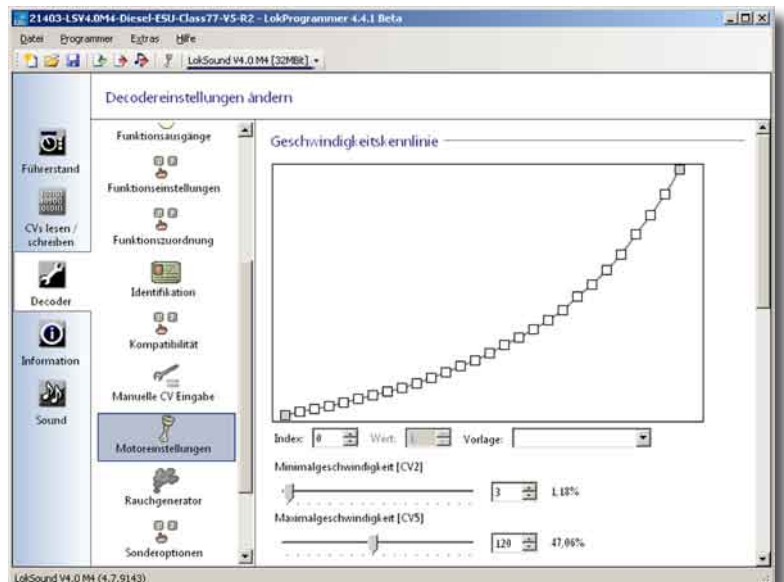 21403-LSV4.0M4-Diesel-ESU-Class77-V5-R2 - LokProgrammer 4.4.1 Beta
Datei Programmer Extras Hilfe
LokSound V4.0 M4 [32MBit]
Decodereinstellungen ändern
Führerstand
CVs lesen /
schreiben
Decoder
Information
Sound
Funktionsausgänge
Funktionseinstellungen
Funktionszuordnung
Identifikation
Kompatibilität
Manuelle CV Eingabe
Motoreinstellungen
Rauchgenerator
Sonderoptionen
Geschwindigkeitskennlinie
Index: 0 Wert: 1 Vorlage:
Minimalgeschwindigkeit [CV2]
3 1,18%
Maximalgeschwindigkeit [CV5]
120 47,06%
LokSound V4.0 M4 (4.7.9143)